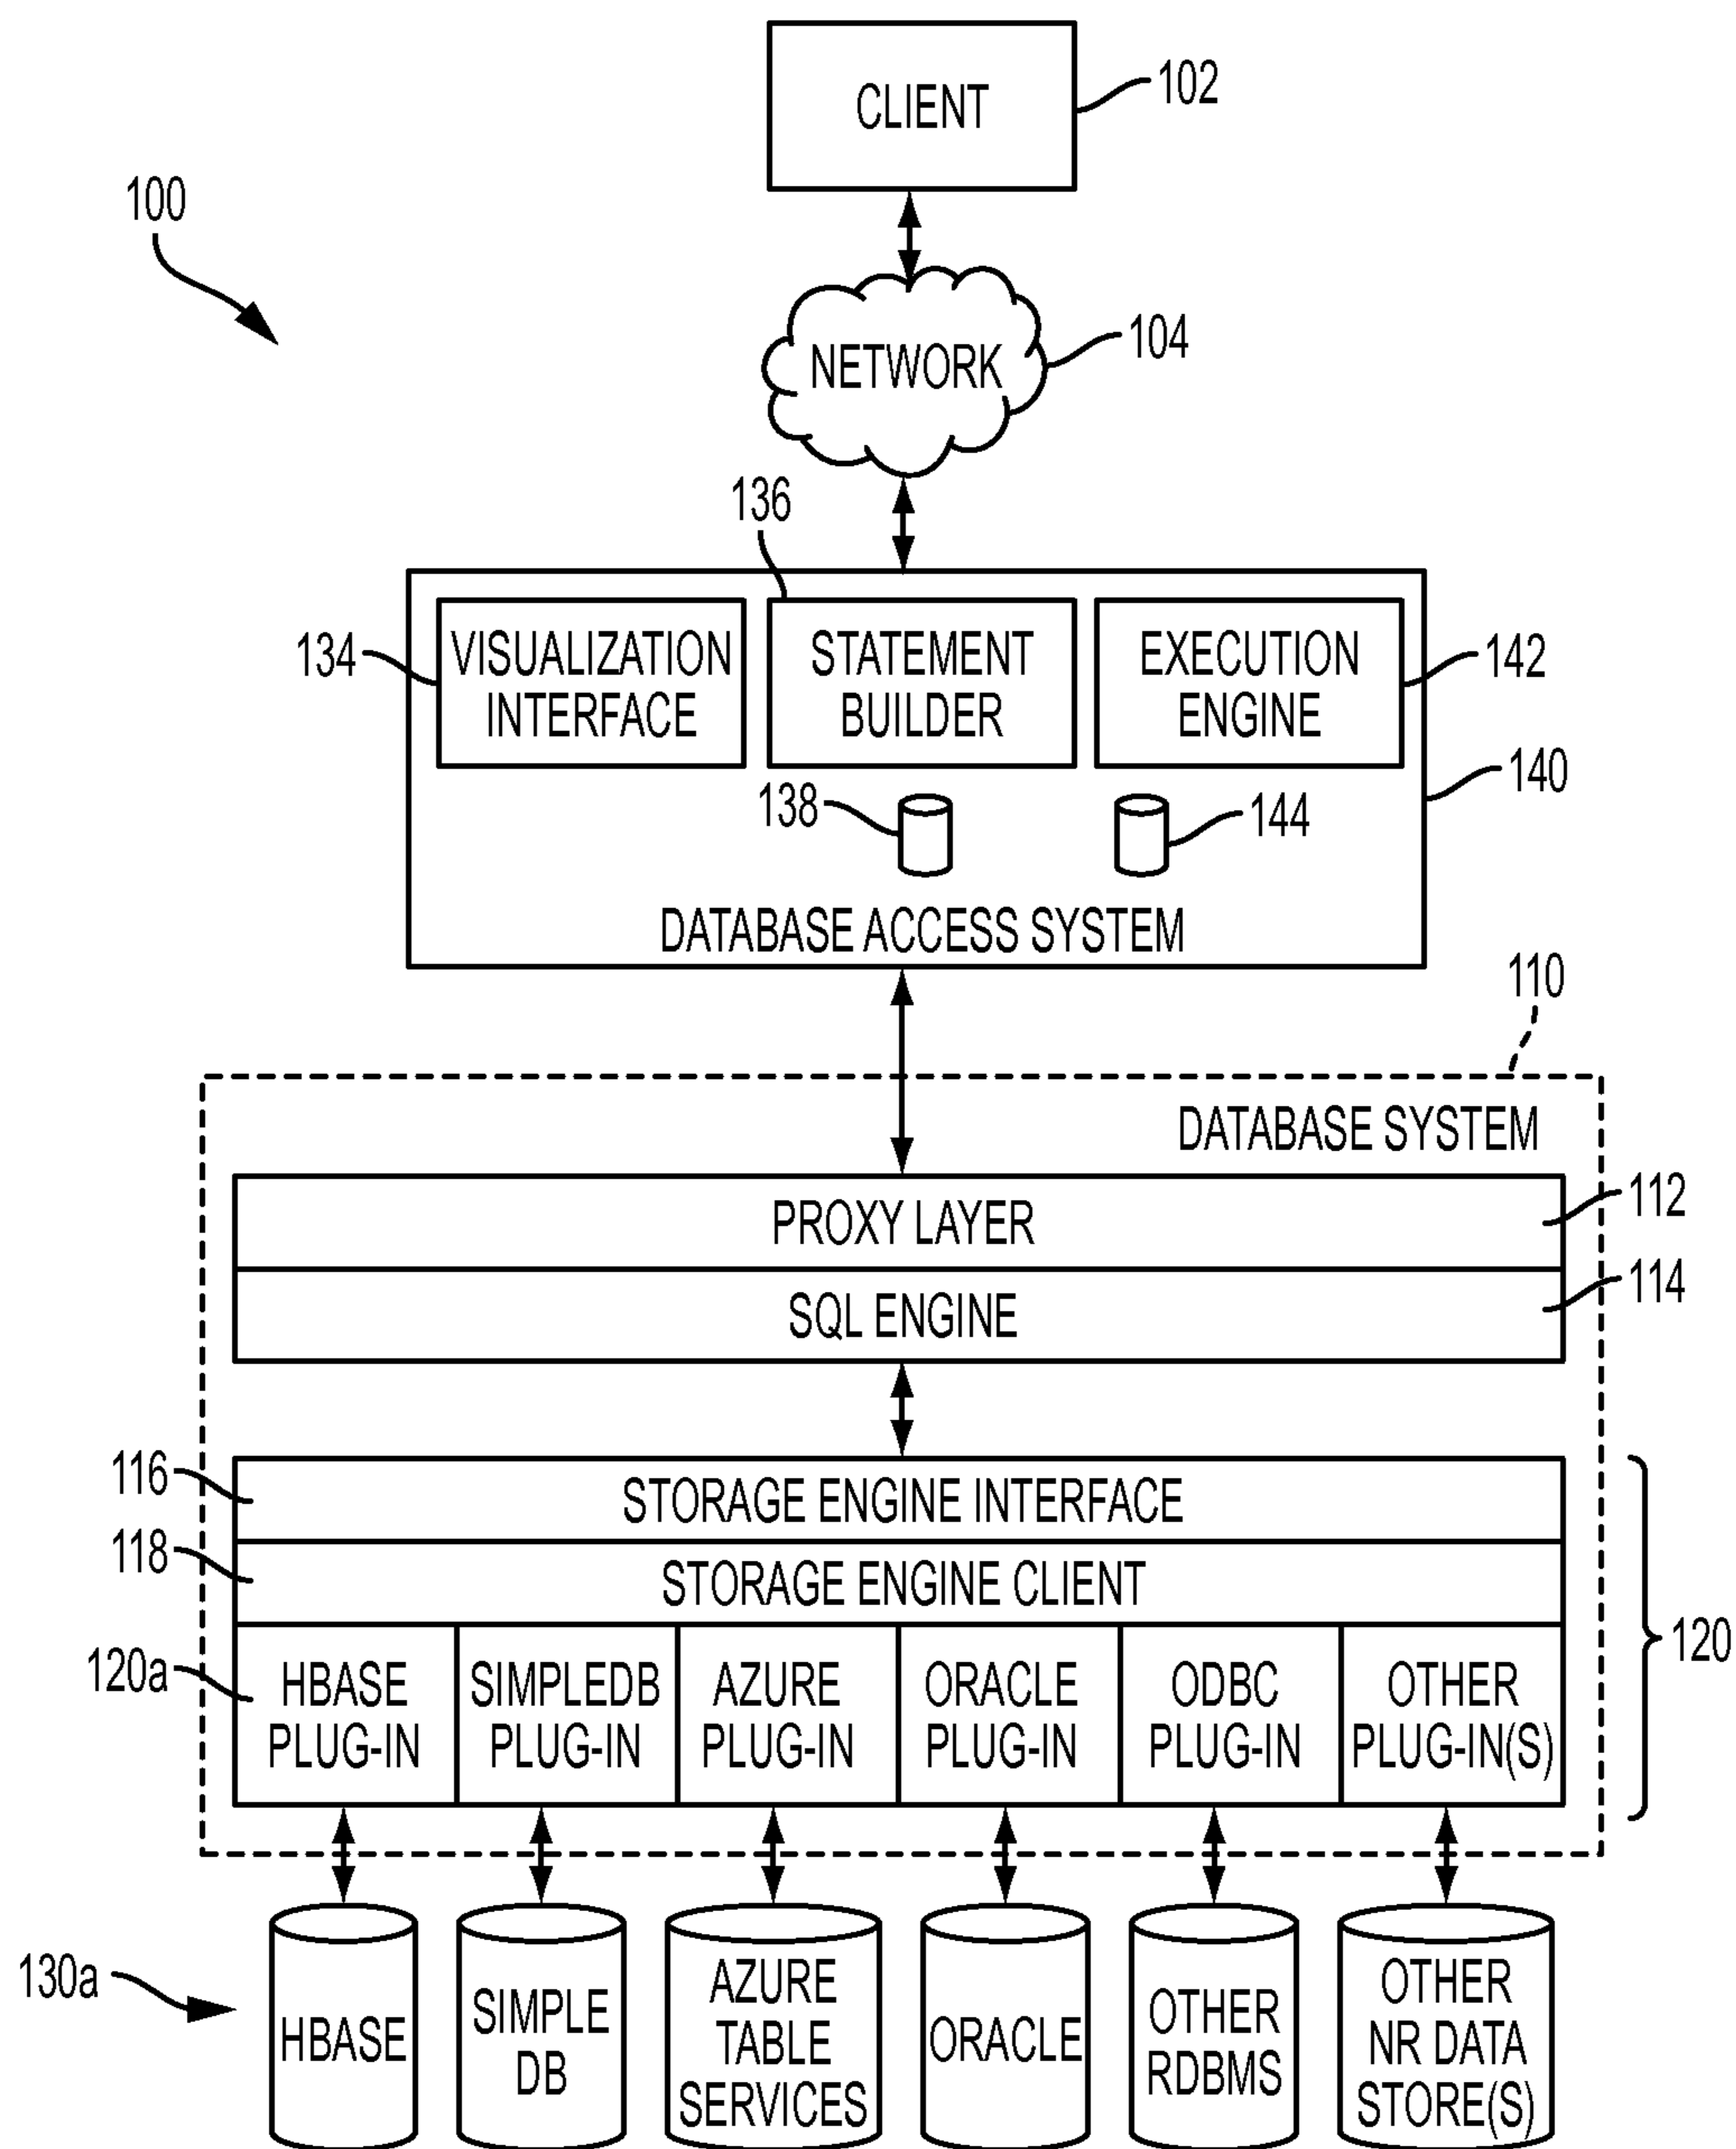 CLIENT
102
100
NETWORK
104
136
134
VISUALIZATION
INTERFACE
STATEMENT
BUILDER
EXECUTION
ENGINE
142
140
138
144
DATABASE ACCESS SYSTEM
110
DATABASE SYSTEM
PROXY LAYER
112
SQL ENGINE
114
116
STORAGE ENGINE INTERFACE
118
STORAGE ENGINE CLIENT
120
120a
HBASE
PLUG-IN
SIMPLEDB
PLUG-IN
AZURE
PLUG-IN
ORACLE
PLUG-IN
ODBC
PLUG-IN
OTHER
PLUG-IN(S)
130a
HBASE
SIMPLE
DB
AZURE
TABLE
SERVICES
ORACLE
OTHER
RDBMS
OTHER
NR DATA
STORE(S)